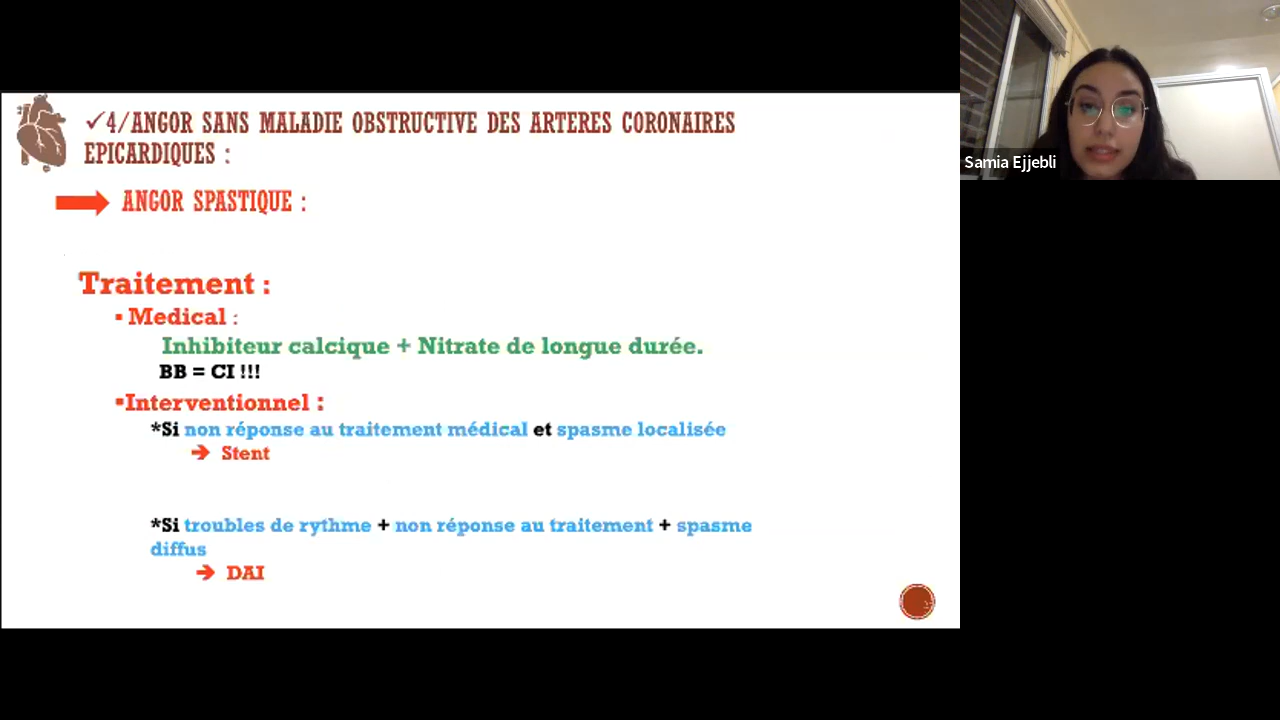 ✓4/ANGOR SANS MALADIE OBSTRUCTIVE DES ARTERES CORONAIRES
EPICARDIQUES :
ANGOR SPASTIQUE :
Traitement :
▪ Medical :
Inhibiteur calcique + Nitrate de longue durée.
BB = CI !!!
▪Interventionnel :
*Si non réponse au traitement médical et spasme localisée
→ Stent
*Si troubles de rythme + non réponse au traitement + spasme
diffus
→ DAI
Samia Ejjebli